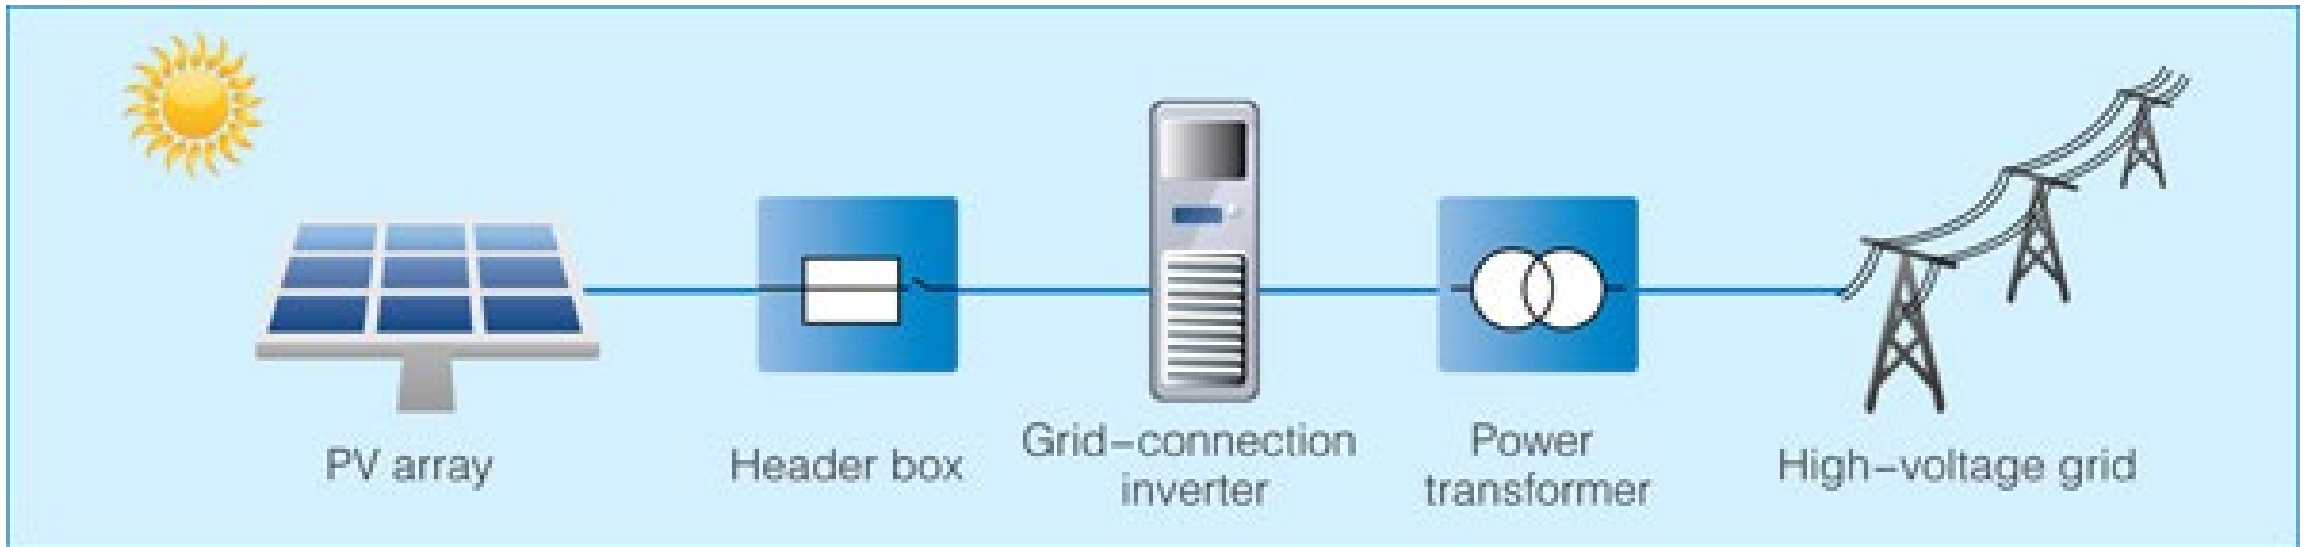 PV array
Header box
Grid-connection
inverter
Power
transformer
High-voltage grid